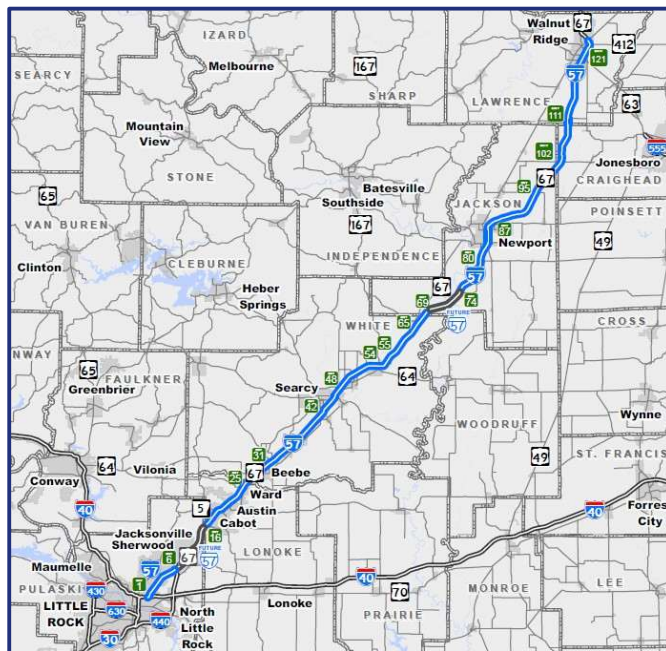 Walnut
Ridge
67
IZARD
Melbourne
167
412
121
57
SEARCY
SHARP
LAWRENCE
111
63
Mountain
View
102
Jonesboro
555
STONE
Batesville
67
CRAIGHEAD
65
Southside
95
JACKSON
POINSETT
VAN BUREN
167
87
Newport
49
Clinton
CLEBURNE
INDEPENDENCE
80
Heber
Springs
67
57
74
69
FUTURE
57
WHITE
65
CROSS
55
54
65
FAULKNER
48
64
Greenbrier
Searcy
42
Wynne
WOODRUFF
31
57
49
64
Vilonia
67
Beebe
ST. FRANCIS
Conway
25
Ward
40
5
Austin
Cabot
40
Forres
City
Jacksonville
16
Sherwood
6
67
FUTURE
57
LONOKE
Maumelle
57
1
40
PULASKI
430
70
MONROE
LEE
LITTLE
ROCK
630
North
Little
Roc
Lonoke
PRAIRIE
440
30